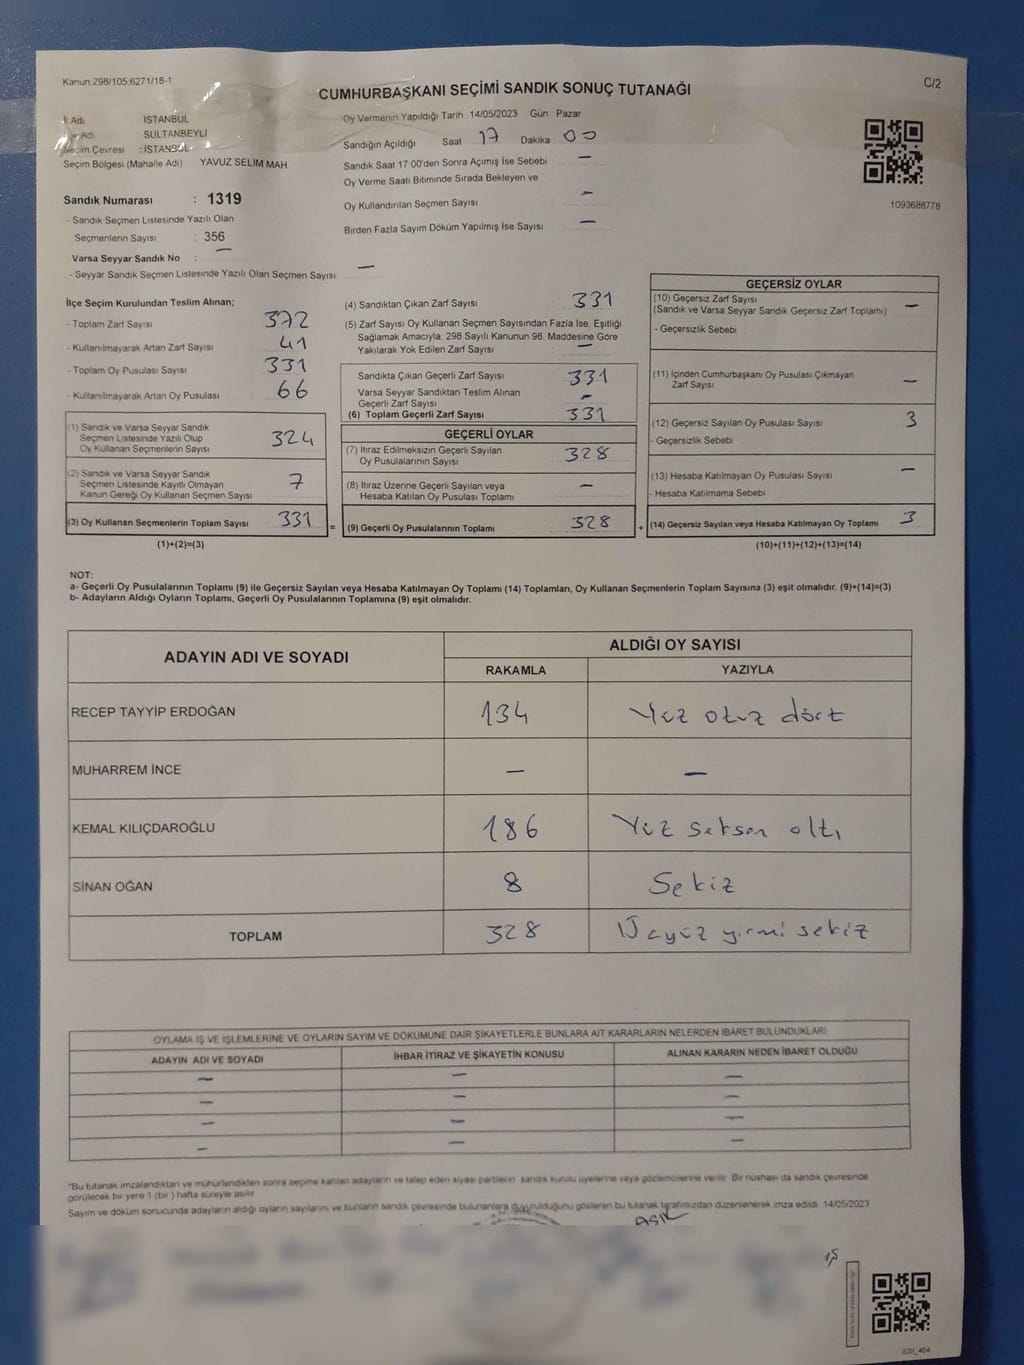 Kanun 298/105,6271/18-1
C/2
CUMHURBAŞKANI SEÇİMİ SANDIK SONUÇ TUTANAĞI
İl Adı İSTANBUL
Adı SULTANBEYLİ
Seçim Çevresi : İSTANBUL
Seçim Bölgesi (Mahalle Adı) YAVUZ SELİM MAH
Sandık Numarası : 1319
- Sandık Seçmen Listesinde Yazılı Olan
Seçmenlerin Sayısı : 356
Varsa Seyyar Sandık No : —
- Seyyar Sandık Seçmen Listesinde Yazılı Olan Seçmen Sayısı: —
Oy Vermenin Yapıldığı Tarih 14/05/2023 Gün Pazar
Sandığın Açıldığı Saat 17 Dakika 00
Sandık Saat 17.00'den Sonra Açımış İse Sebebi —
Oy Verme Saati Bitiminde Sırada Bekleyen ve
Oy Kullandırılan Seçmen Sayısı —
Birden Fazla Sayım Döküm Yapılmış İse Sayısı —
1093688778
İlçe Seçim Kurulundan Teslim Alınan;
- Toplam Zarf Sayısı 372
- Kullanılmayarak Artan Zarf Sayısı 41
- Toplam Oy Pusulası Sayısı 331
- Kullanılmayarak Artan Oy Pusulası 66
(1) Sandık ve Varsa Seyyar Sandık
Seçmen Listesinde Yazılı Olup
Oy Kullanan Seçmenlerin Sayısı 324
(2) Sandık ve Varsa Seyyar Sandık
Seçmen Listesinde Kayıtlı Olmayan
Kanun Gereği Oy Kullanan Seçmen Sayısı 7
(3) Oy Kullanan Seçmenlerin Toplam Sayısı 331 =
(1)+(2)=(3)
(4) Sandıktan Çıkan Zarf Sayısı 331
(5) Zarf Sayısı Oy Kullanan Seçmen Sayısından Fazla İse, Eşitliği
Sağlamak Amacıyla, 298 Sayılı Kanunun 98. Maddesine Göre
Yakılarak Yok Edilen Zarf Sayısı —
Sandıkta Çıkan Geçerli Zarf Sayısı 331
Varsa Seyyar Sandıktan Teslim Alınan
Geçerli Zarf Sayısı —
(6) Toplam Geçerli Zarf Sayısı 331
GEÇERLİ OYLAR
(7) İtiraz Edilmeksizin Geçerli Sayılan
Oy Pusulalarının Sayısı 328
(8) İtiraz Üzerine Geçerli Sayılan veya
Hesaba Katılan Oy Pusulası Toplamı —
(9) Geçerli Oy Pusulalarının Toplamı 328 +
GEÇERSİZ OYLAR
(10) Geçersiz Zarf Sayısı
(Sandık ve Varsa Seyyar Sandık Geçersiz Zarf Toplamı) —
- Geçersizlik Sebebi
(11) İçinden Cumhurbaşkanı Oy Pusulası Çıkmayan
Zarf Sayısı —
(12) Geçersiz Sayılan Oy Pusulası Sayısı 3
- Geçersizlik Sebebi :
(13) Hesaba Katılmayan Oy Pusulası Sayısı —
- Hesaba Katılmama Sebebi
(14) Geçersiz Sayılan veya Hesaba Katılmayan Oy Toplamı 3
(10)+(11)+(12)+(13)=(14)
NOT:
a- Geçerli Oy Pusulalarının Toplamı (9) ile Geçersiz Sayılan veya Hesaba Katılmayan Oy Toplamı (14) Toplamları, Oy Kullanan Seçmenlerin Toplam Sayısına (3) eşit olmalıdır. (9)+(14)=(3)
b- Adayların Aldığı Oyların Toplamı, Geçerli Oy Pusulalarının Toplamına (9) eşit olmalıdır.
ADAYIN ADI VE SOYADI ALDIĞI OY SAYISI
RAKAMLA YAZIYLA
RECEP TAYYİP ERDOĞAN 134 Yüz otuz dört
MUHARREM İNCE — —
KEMAL KILIÇDAROĞLU 186 Yüz seksen altı
SİNAN OĞAN 8 Sekiz
TOPLAM 328 Üçyüz yirmi sekiz
OYLAMA İŞ VE İŞLEMLERİNE VE OYLARIN SAYIM VE DÖKÜMÜNE DAİR ŞİKAYETLERLE BUNLARA AİT KARARLARIN NELERDEN İBARET BULUNDUKLARI
ADAYIN ADI VE SOYADI İHBAR İTİRAZ VE ŞİKAYETİN KONUSU ALINAN KARARIN NEDEN İBARET OLDUĞU
— — —
— — —
— — —
— — —
*Bu tutanak imzalandıktan ve mühürlendikten sonra seçime katılan adayların ve talep eden siyasi partilerin sandık kurulu üyelerine veya gözlemcilerine verilir. Bir nüshası da sandık çevresinde
görülecek bir yere 1 (bir) hafta süreyle asılır
Sayım ve döküm sonucunda adayların aldığı oyların sayılarını ve bunların sandık çevresinde bulunanlara duyurulduğunu gösteren bu tutanak tarafımızdan düzenlenerek imza edildi 14/05/2023